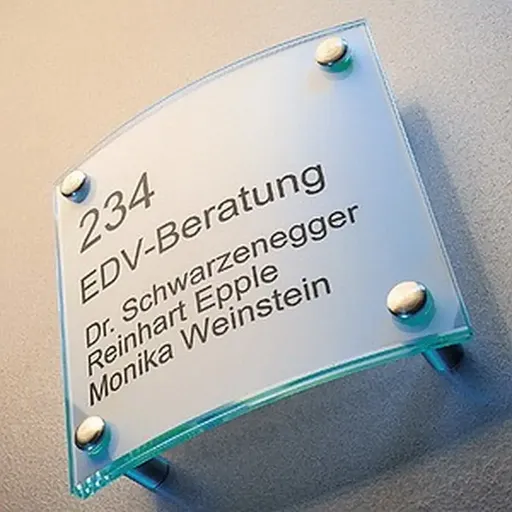 234
EDV-Beratung
Dr. Schwarzenegger
Reinhart Epple
Monika Weinstein